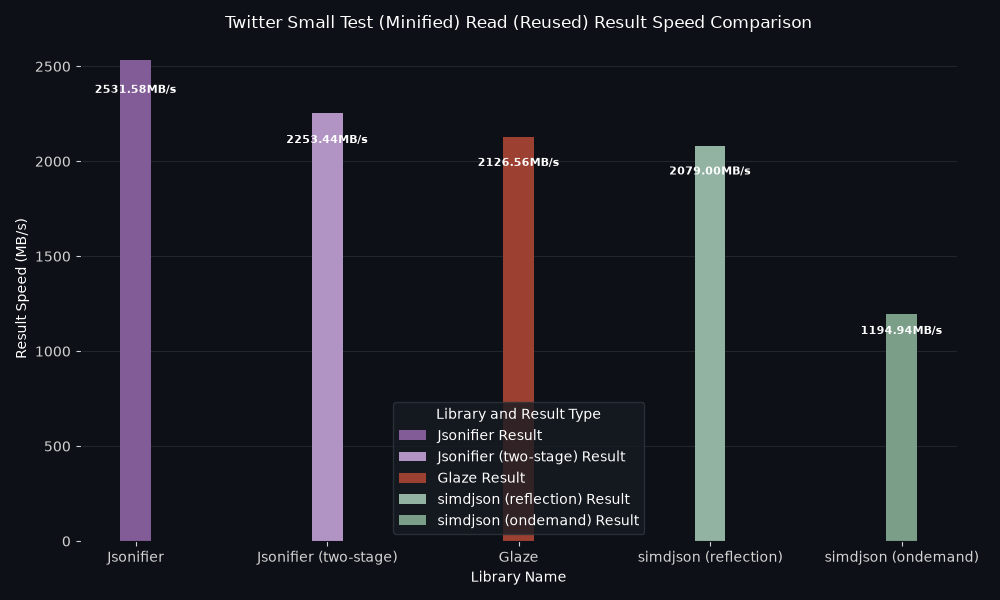 Twitter Small Test (Minified) Read (Reused) Result Speed Comparison
Result Speed (MB/s)
2500
2000
1500
1000
500
0
2531.58MB/s
2253.44MB/s
2126.56MB/s
2079.00MB/s
1194.94MB/s
Library and Result Type
Jsonifier Result
Jsonifier (two-stage) Result
Glaze Result
simdjson (reflection) Result
simdjson (ondemand) Result
Jsonifier
Jsonifier (two-stage)
Glaze
simdjson (reflection)
simdjson (ondemand)
Library Name